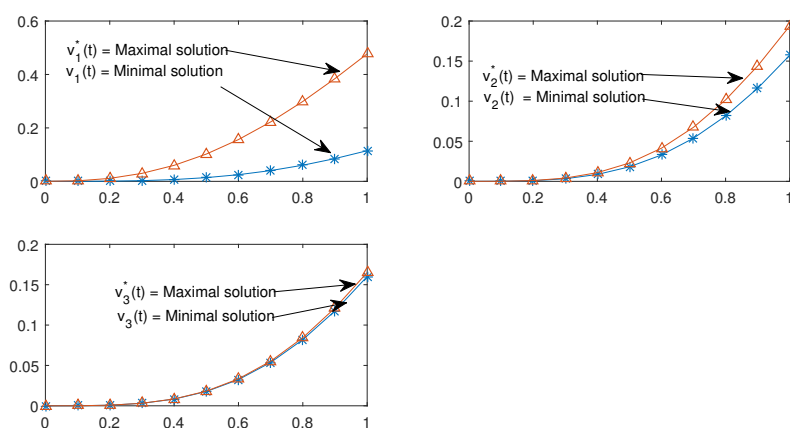 0.6
0.4
0.2
0
0 0.2 0.4 0.6 0.8 1
v*1(t) = Maximal solution
v1(t) = Minimal solution
0.2
0.15
0.1
0.05
0
0 0.2 0.4 0.6 0.8 1
v*2(t) = Maximal solution
v2(t) = Minimal solution
0.2
0.15
0.1
0.05
0
0 0.2 0.4 0.6 0.8 1
v*3(t) = Maximal solution
v3(t) = Minimal solution